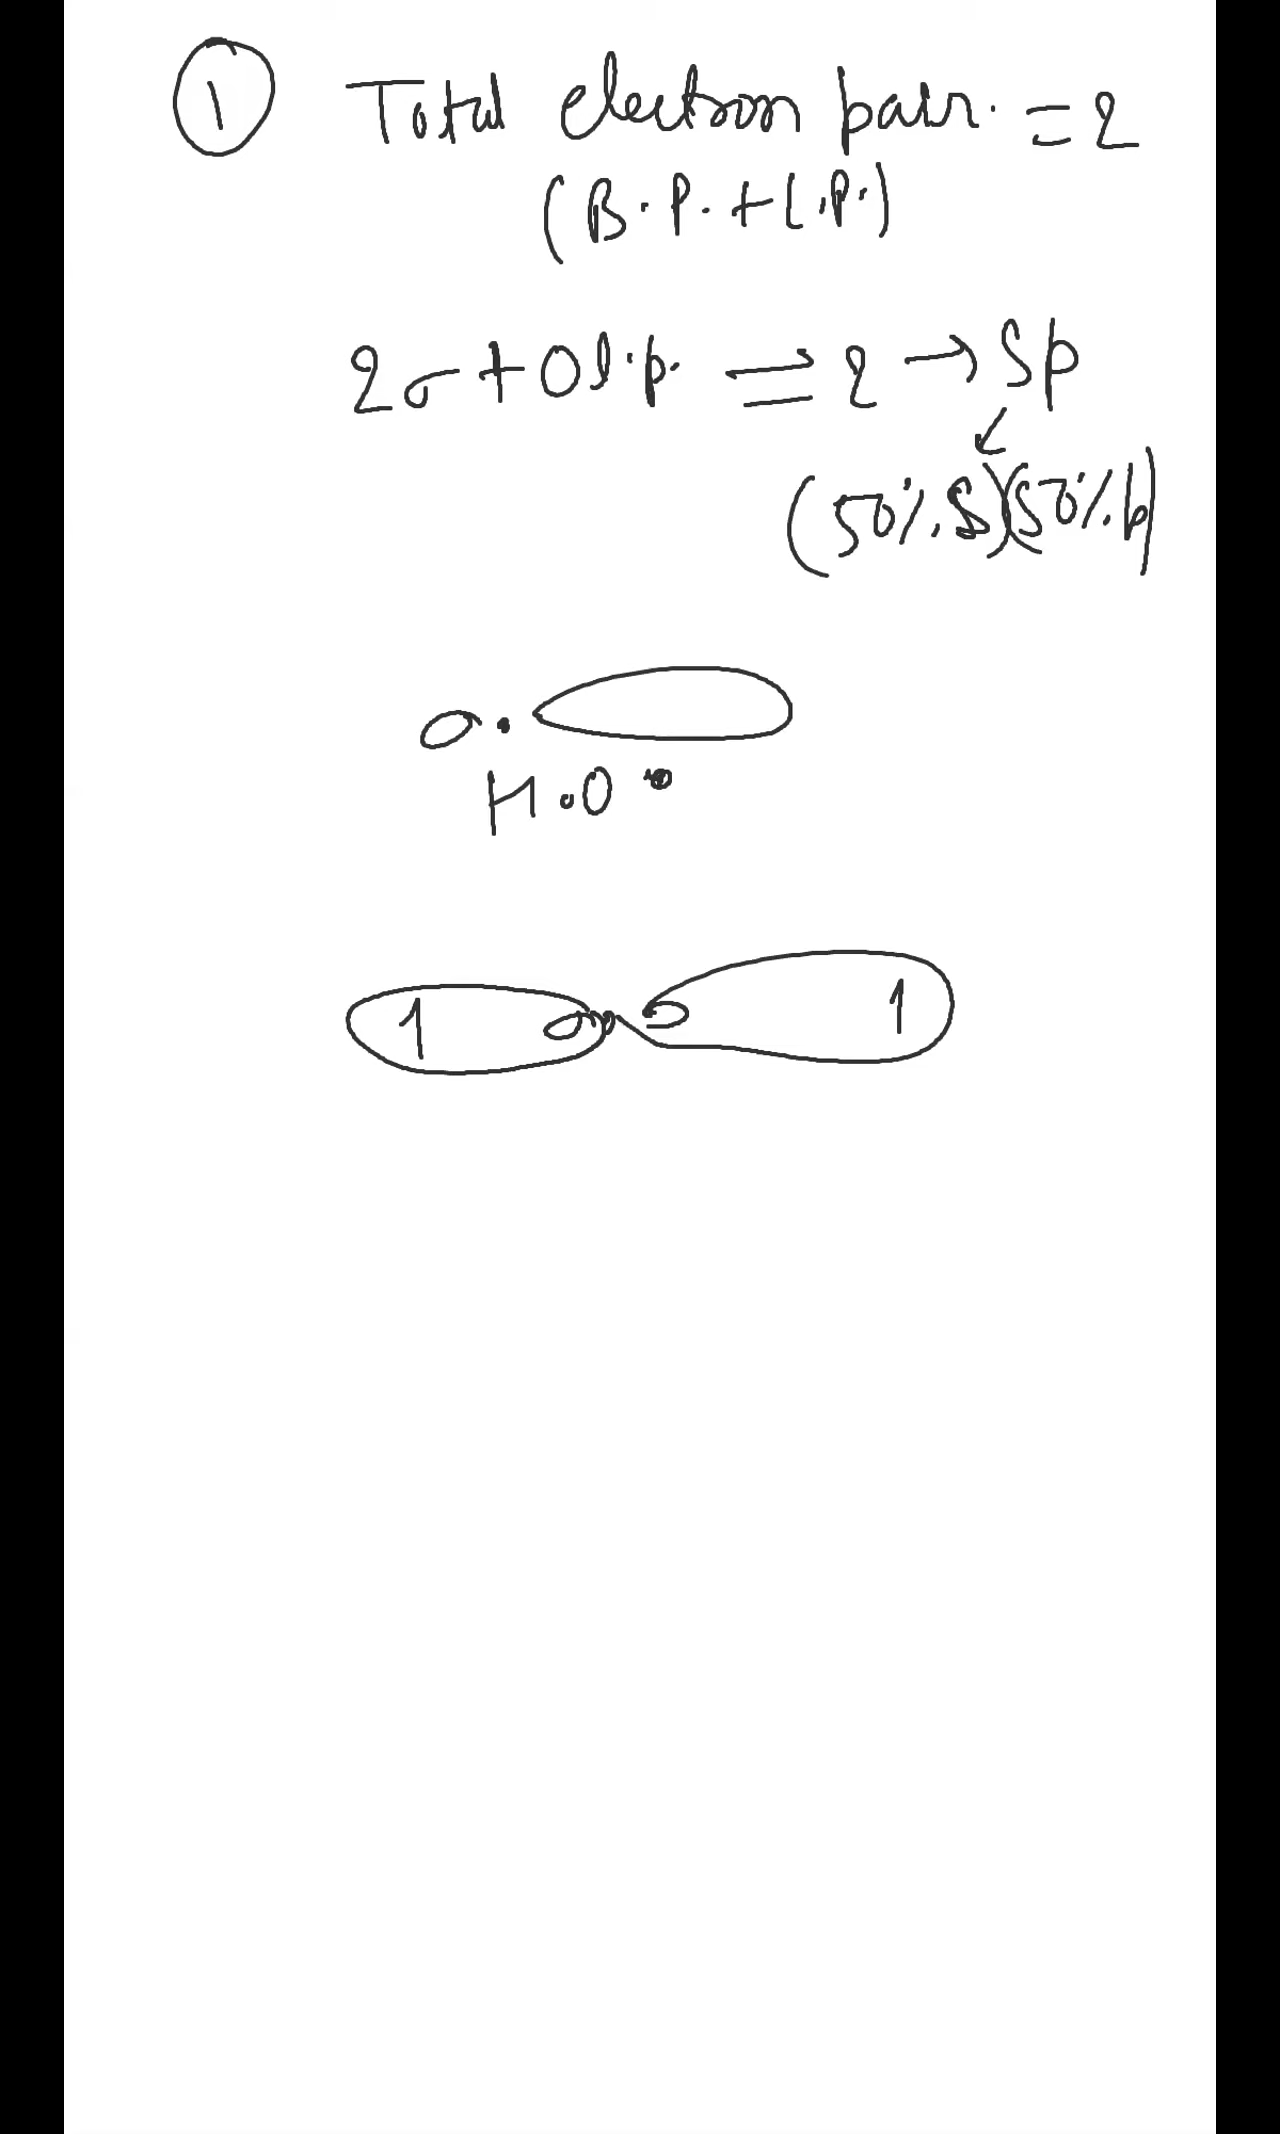 1 Total electron pair. = 2
(B.P. + L.P.)
2σ + 0 l.p. = 2 → sp
(50%.s)(50%.p)
H.O
1 1